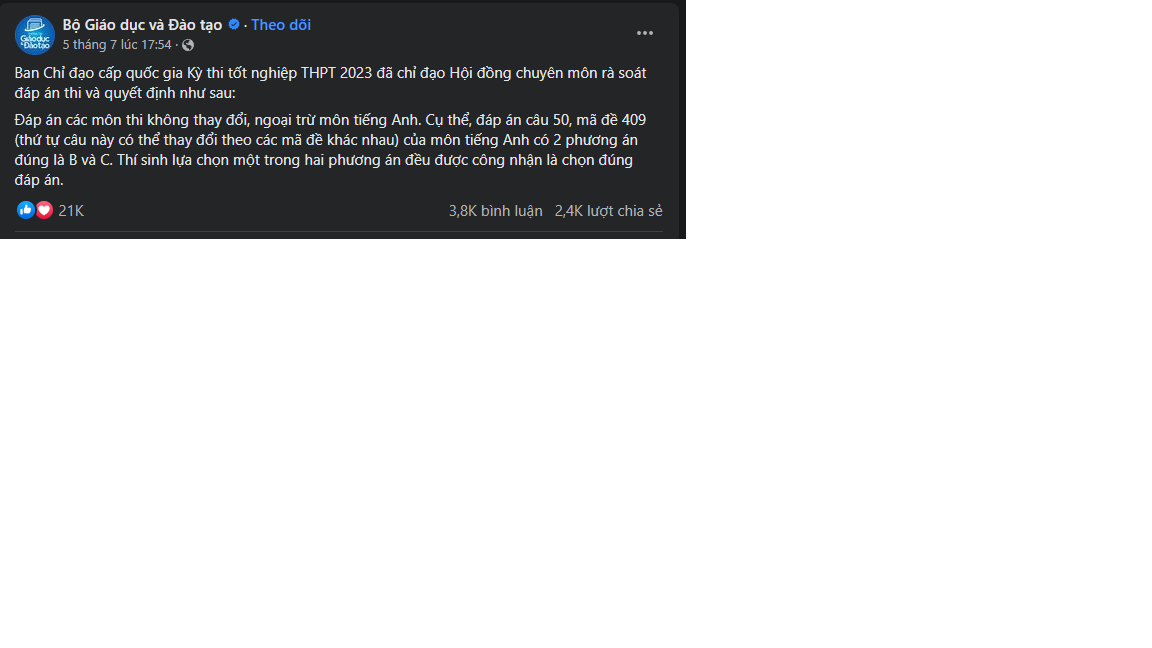 Bộ Giáo dục và Đào tạo · Theo dõi
5 tháng 7 lúc 17:54 ·
Ban Chỉ đạo cấp quốc gia Kỳ thi tốt nghiệp THPT 2023 đã chỉ đạo Hội đồng chuyên môn rà soát
đáp án thi và quyết định như sau:
Đáp án các môn thi không thay đổi, ngoại trừ môn tiếng Anh. Cụ thể, đáp án câu 50, mã đề 409
(thứ tự câu này có thể thay đổi theo các mã đề khác nhau) của môn tiếng Anh có 2 phương án
đúng là B và C. Thí sinh lựa chọn một trong hai phương án đều được công nhận là chọn đúng
đáp án.
21K 3,8K bình luận 2,4K lượt chia sẻ